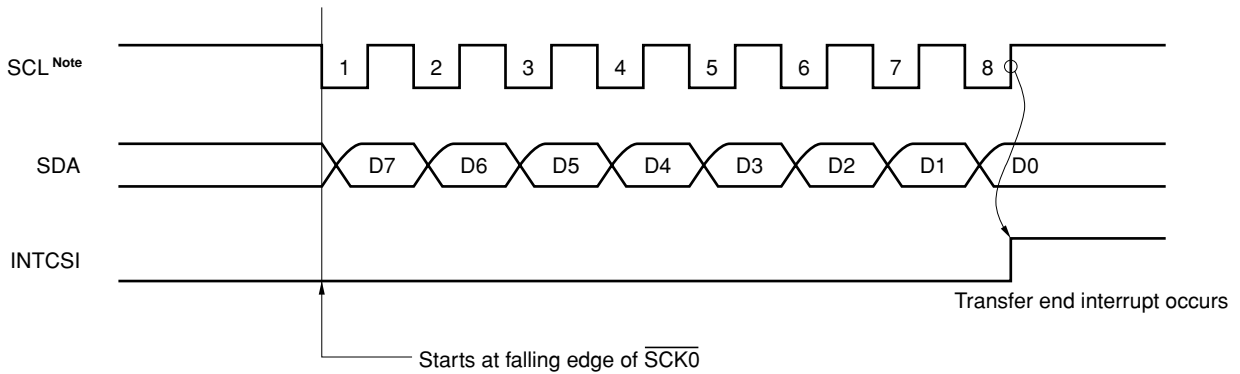 SCL Note
1 2 3 4 5 6 7 8
SDA
D7 D6 D5 D4 D3 D2 D1 D0
INTCSI
Transfer end interrupt occurs
Starts at falling edge of SCK0